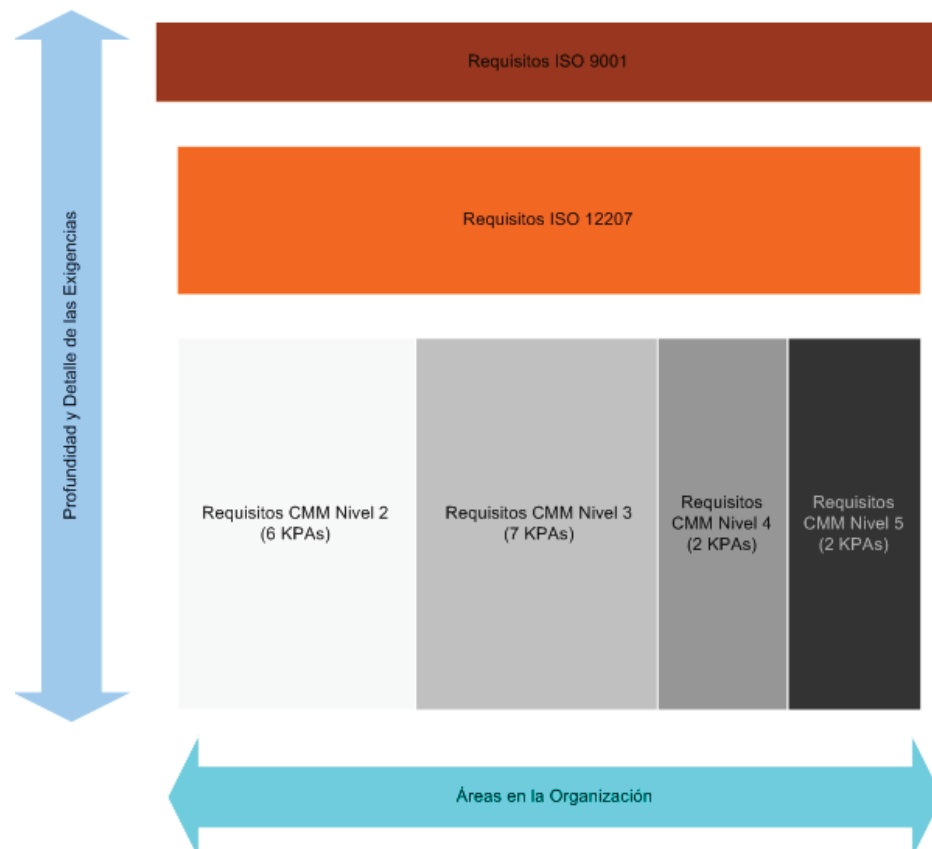 Requisitos ISO 9001
Requisitos ISO 12207
Profundidad y Detalle de las Exigencias
Requisitos CMM Nivel 2
(6 KPAs)
Requisitos CMM Nivel 3
(7 KPAs)
Requisitos
CMM Nivel 4
(2 KPAs)
Requisitos
CMM Nivel 5
(2 KPAs)
Áreas en la Organización